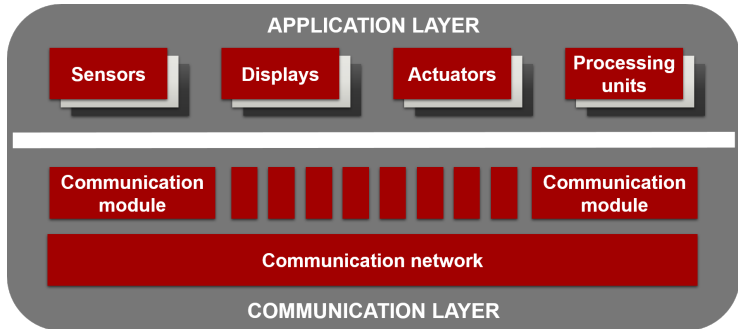 APPLICATION LAYER
Sensors
Displays
Actuators
Processing
units
Communication
module
Communication
module
Communication network
COMMUNICATION LAYER